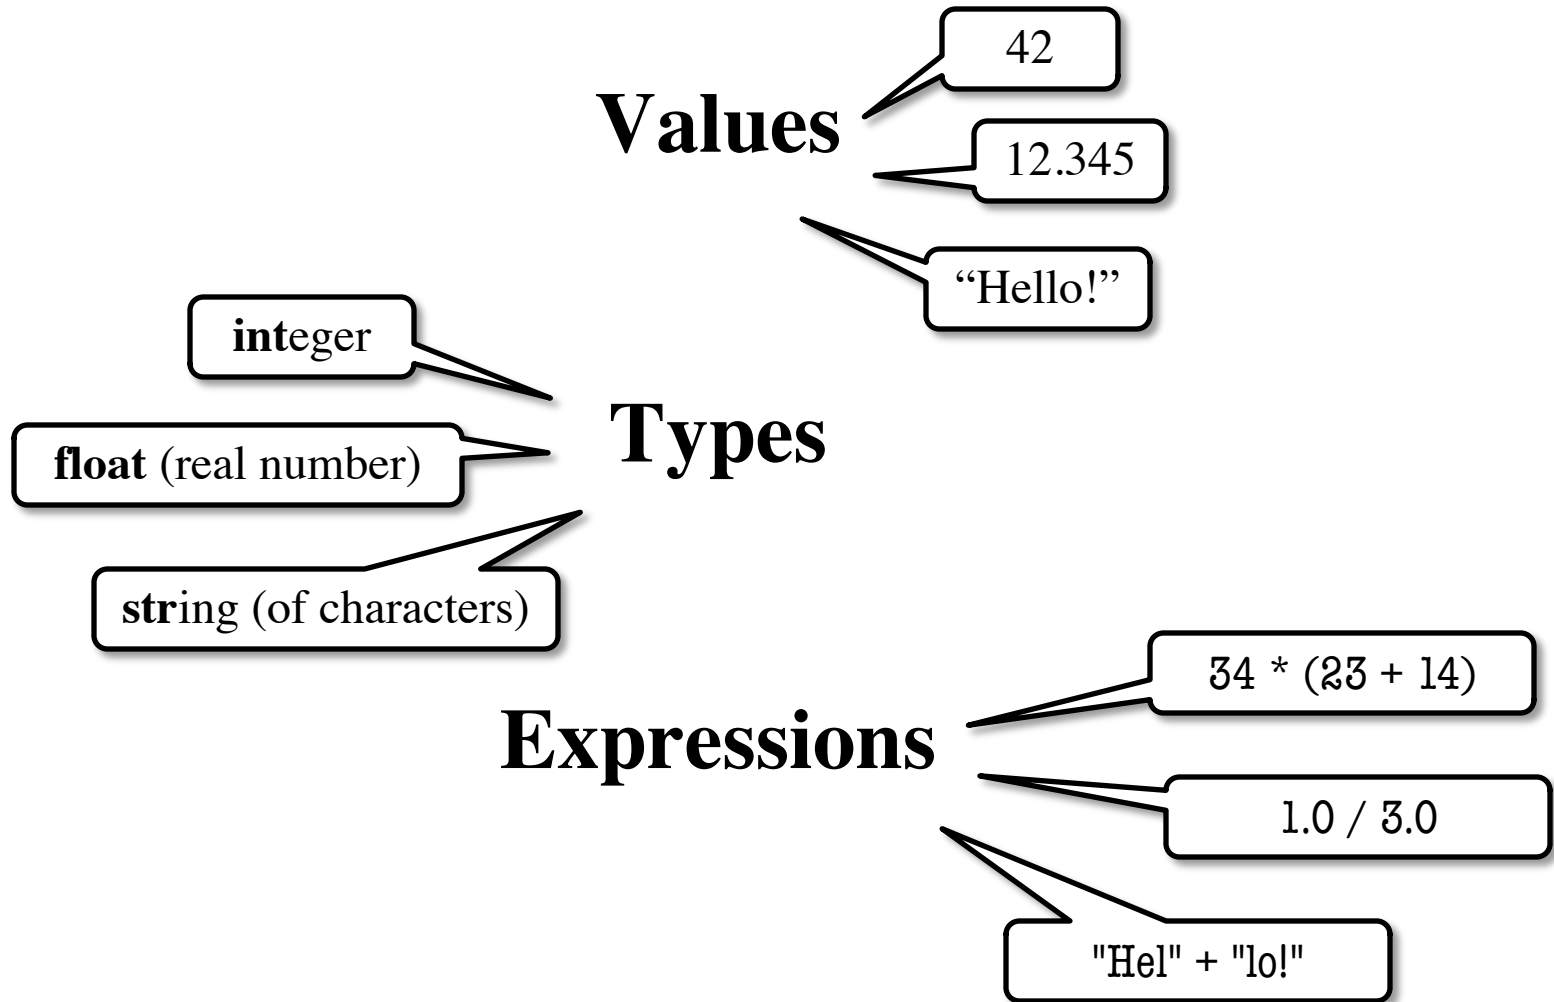 42
Values
12.345
“Hello!”
integer
Types
float (real number)
string (of characters)
34 * (23 + 14)
Expressions
1.0 / 3.0
"Hel" + "lo!"